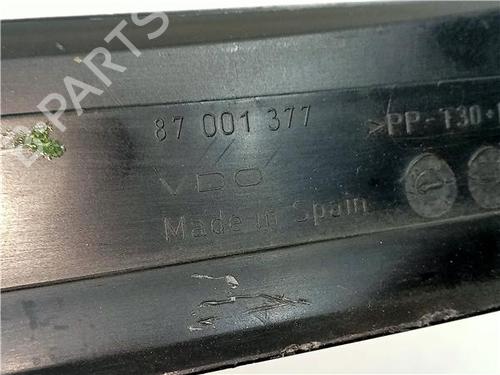 B-PARTS
87 001 377
>PP-T30+
VDO
Made in Spain